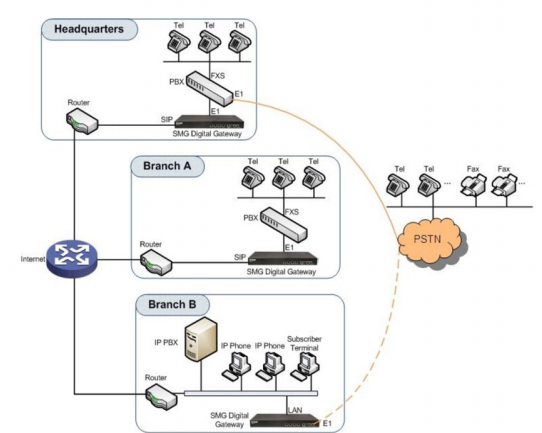 Headquarters
Tel Tel Tel
FXS
PBX
E1
Router
E1
SIP
SMG Digital Gateway
Branch A
Tel Tel Tel
FXS
PBX
Router
E1
SIP
SMG Digital Gateway
Internet
Tel Tel ... Fax Fax ...
PSTN
Branch B
IP PBX
IP Phone IP Phone Subscriber
Terminal
Router
LAN
SMG Digital
Gateway
E1